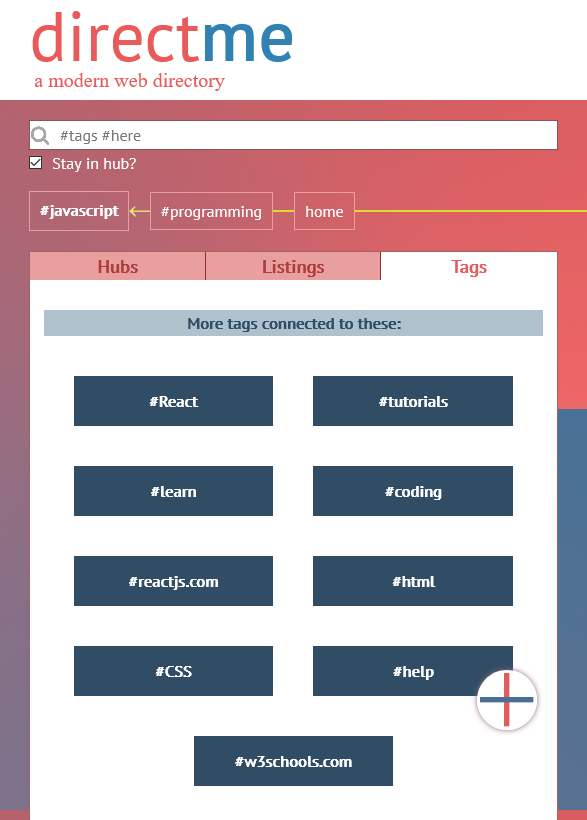 directme
a modern web directory
#tags #here
Stay in hub?
#javascript #programming home
Hubs Listings Tags
More tags connected to these:
#React #tutorials
#learn #coding
#reactjs.com #html
#CSS #help
#w3schools.com